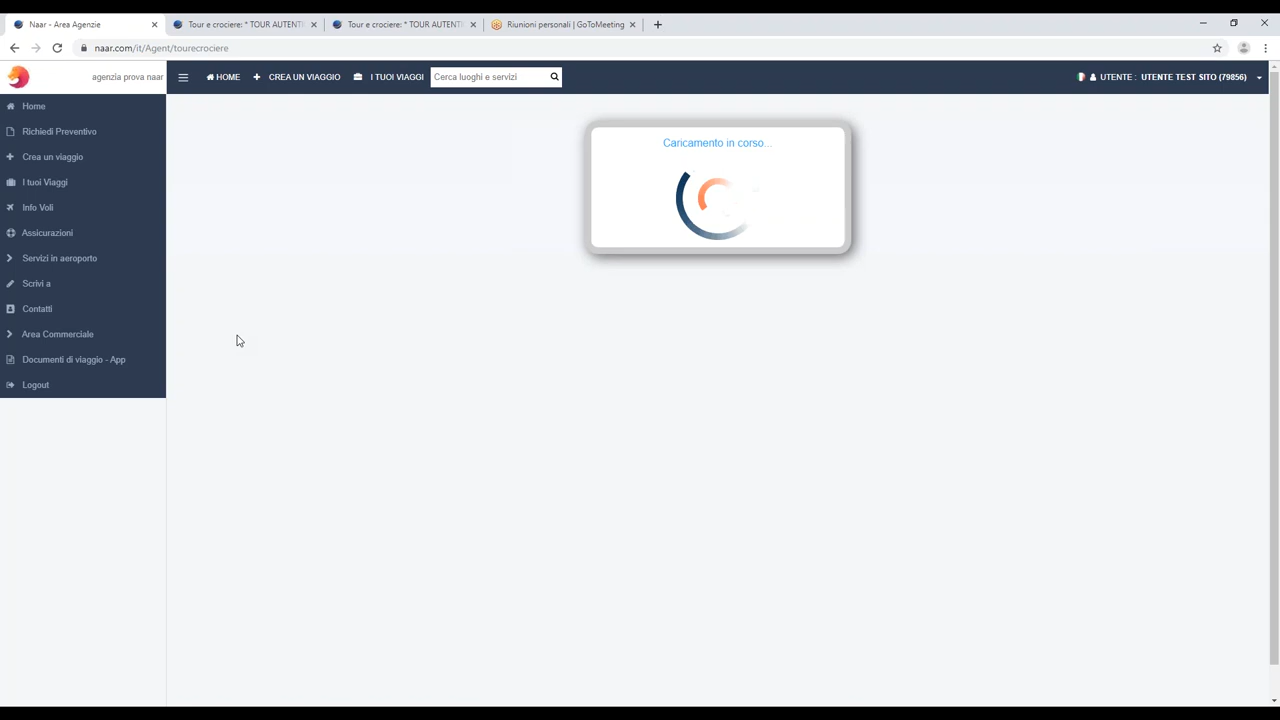 Naar - Area Agenzie
Tour e crociere: * TOUR AUTENTI
Tour e crociere: * TOUR AUTENTI
Riunioni personali | GoToMeeting
naar.com/it/Agent/tourecrociere
agenzia prova naar
HOME
CREA UN VIAGGIO
I TUOI VIAGGI
Cerca luoghi e servizi
UTENTE : UTENTE TEST SITO (79856)
Home
Richiedi Preventivo
Crea un viaggio
I tuoi Viaggi
Info Voli
Assicurazioni
Servizi in aeroporto
Scrivi a
Contatti
Area Commerciale
Documenti di viaggio - App
Logout
Caricamento in corso...